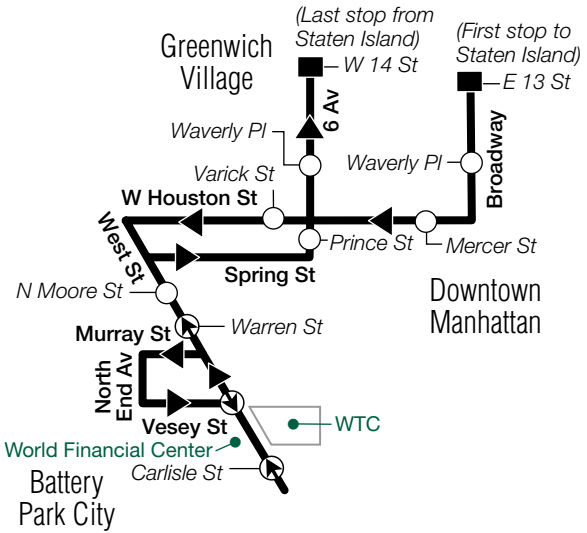 (Last stop from
Staten Island)
W 14 St
(First stop to
Staten Island)
E 13 St
Greenwich
Village
6 Av
Broadway
Waverly Pl
Waverly Pl
Varick St
W Houston St
West St
Prince St
Mercer St
Spring St
N Moore St
Downtown
Manhattan
Murray St
Warren St
North
End Av
Vesey St
WTC
World Financial Center
Carlisle St
Battery
Park City